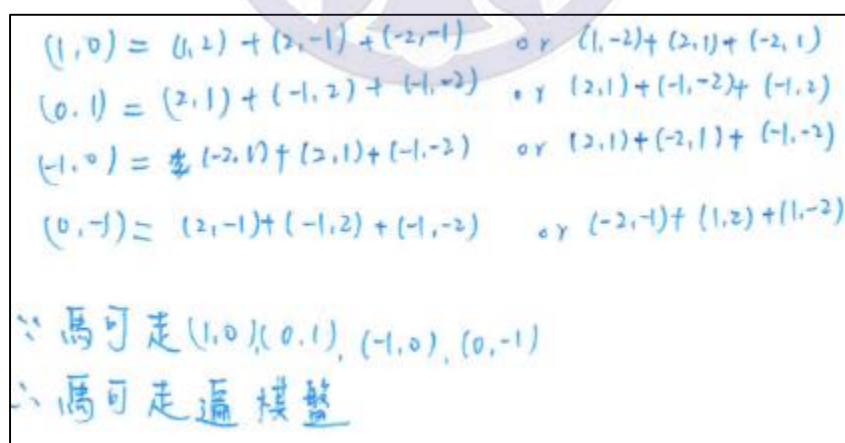 (1,0) = (1,2) + (2,-1) + (-2,-1) or (1,-2) + (2,1) + (-2,1)
(0.1) = (2,1) + (-1,2) + (-1,-2) or (2,1) + (-1,-2) + (-1,2)
(-1.0) = (-2,1) + (2,1) + (-1,-2) or (2,1) + (-2,1) + (-1,-2)
(0,-1) = (2,-1) + (-1,2) + (-1,-2) or (-2,-1) + (1,2) + (1,-2)
∵ 馬可走(1,0),(0.1), (-1,0), (0,-1)
∴ 馬可走遍棋盤